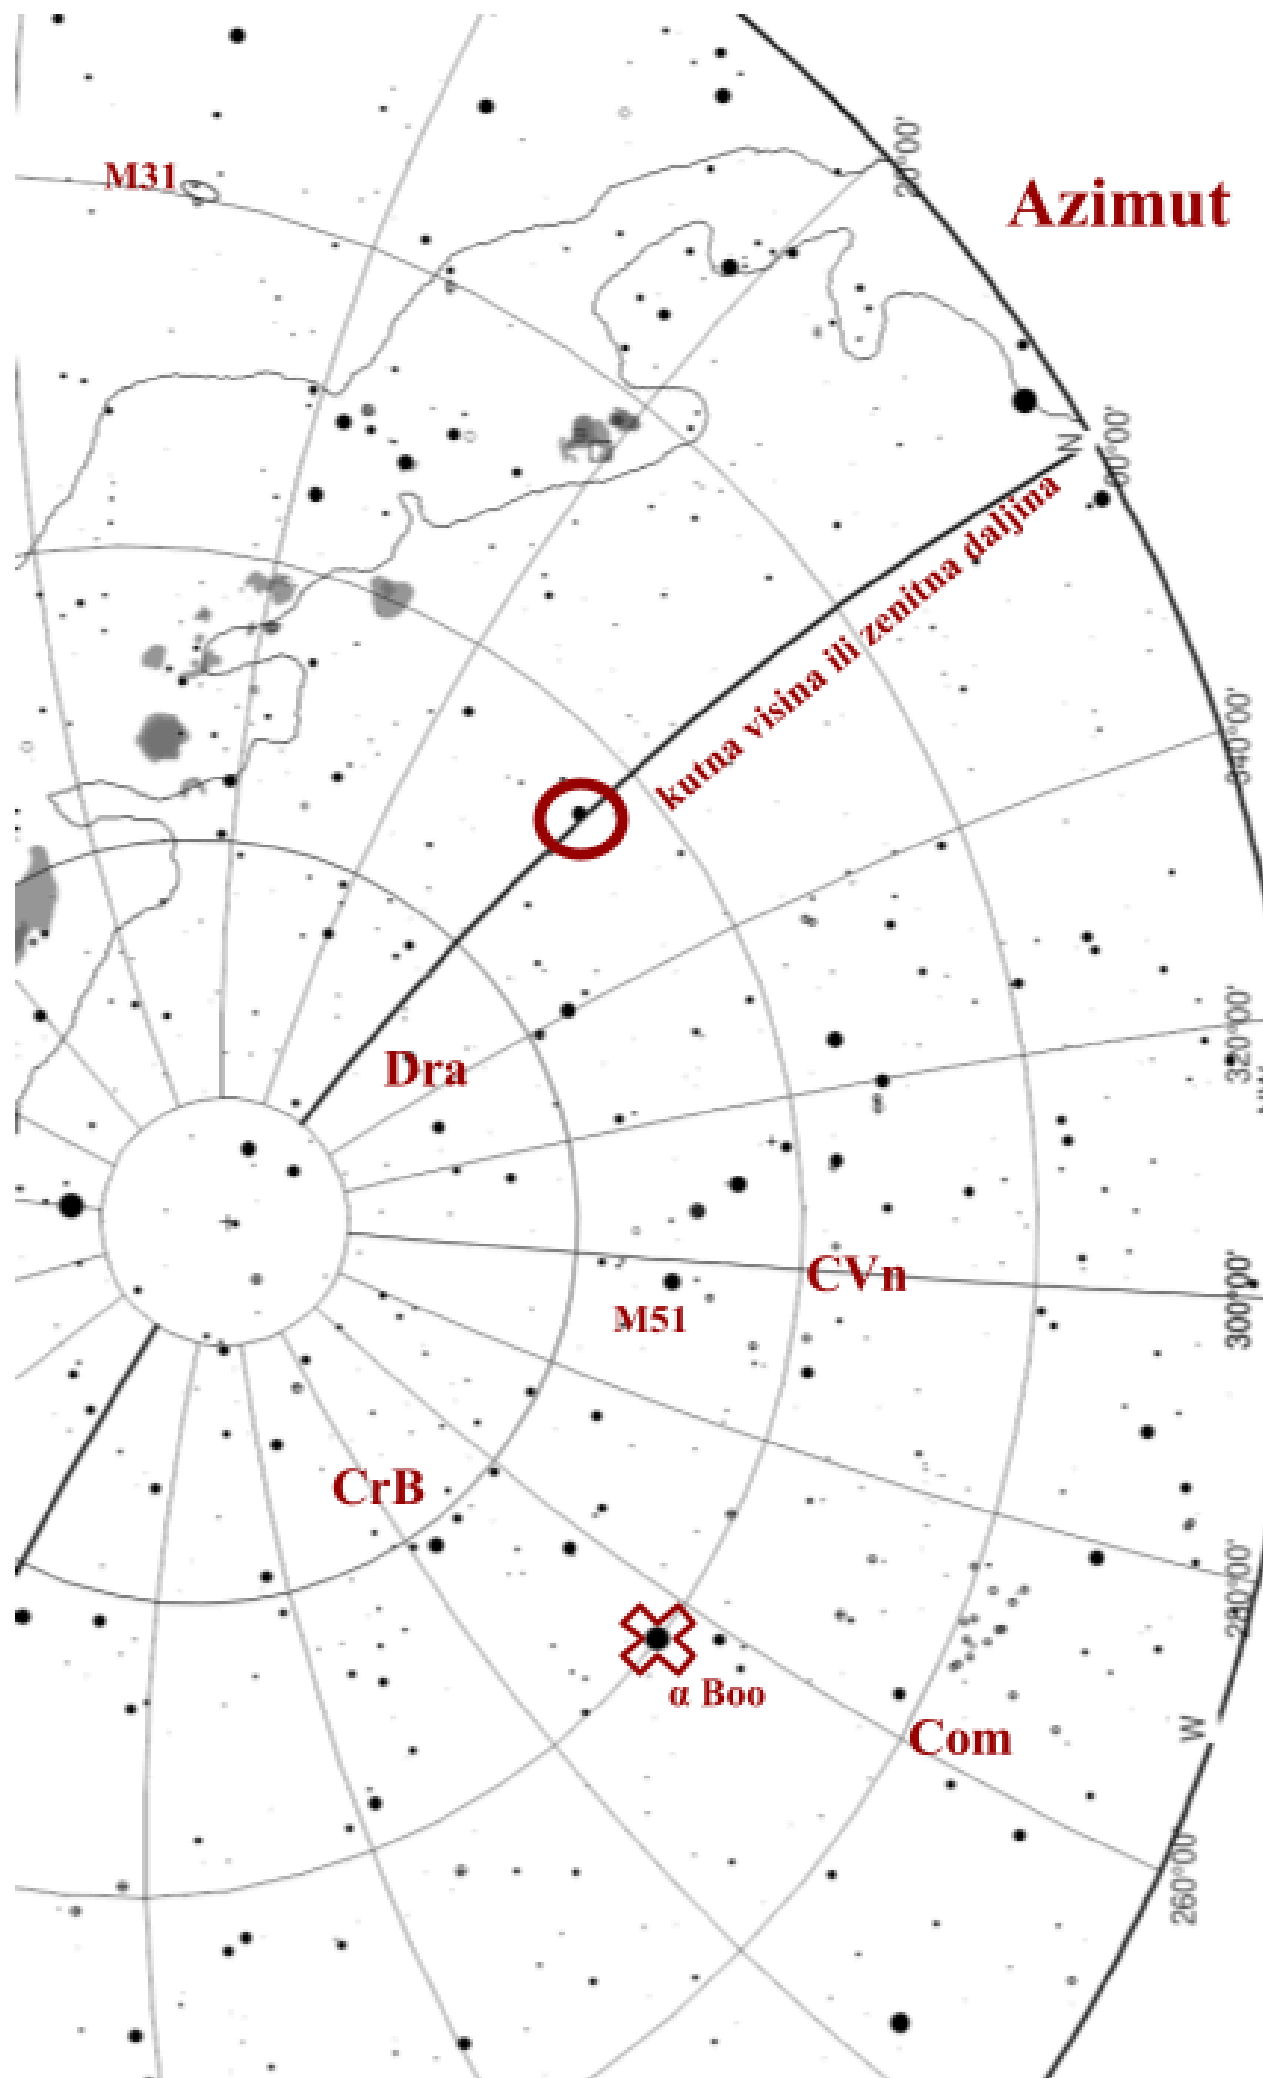 20°00'
M31
Azimut
N
00°00'
kutna visina ili zenitna daljina
340°00'
320°00'
Dra
CVn
M51
300°00'
CrB
280°00'
α Boo
W
Com
260°00